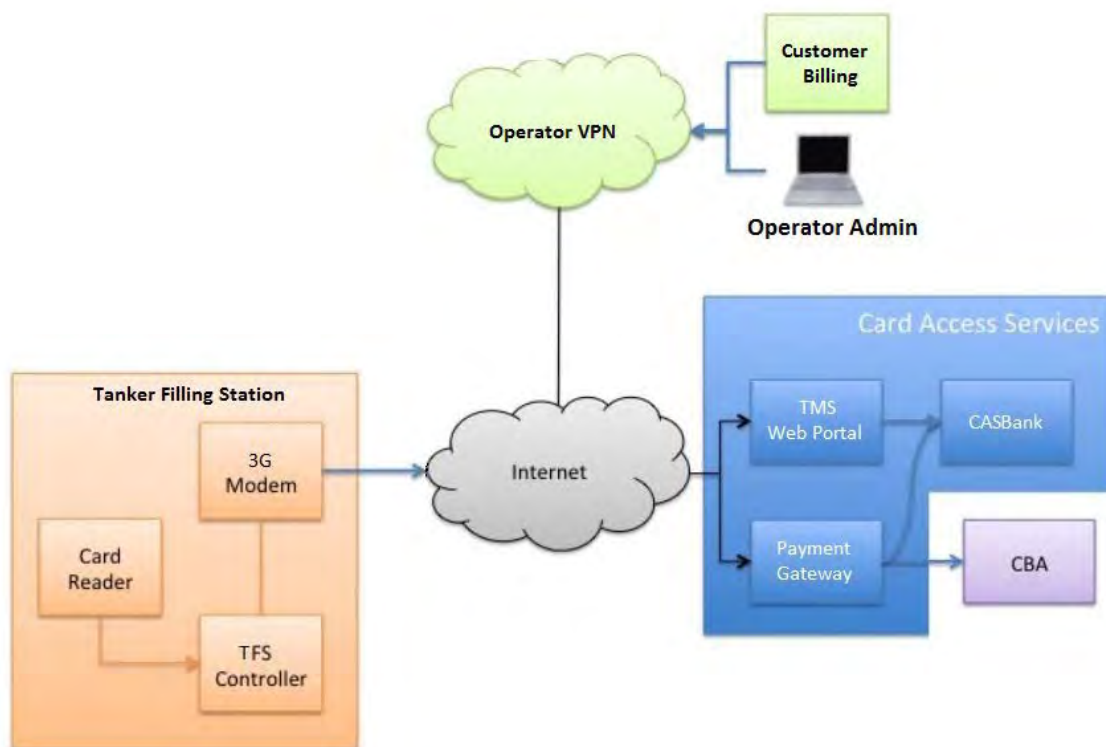 Customer
Billing
Operator VPN
Operator Admin
Card Access Services
Tanker Filling Station
TMS
Web Portal
CASBank
3G
Modem
Internet
Card
Reader
Payment
Gateway
CBA
TFS
Controller